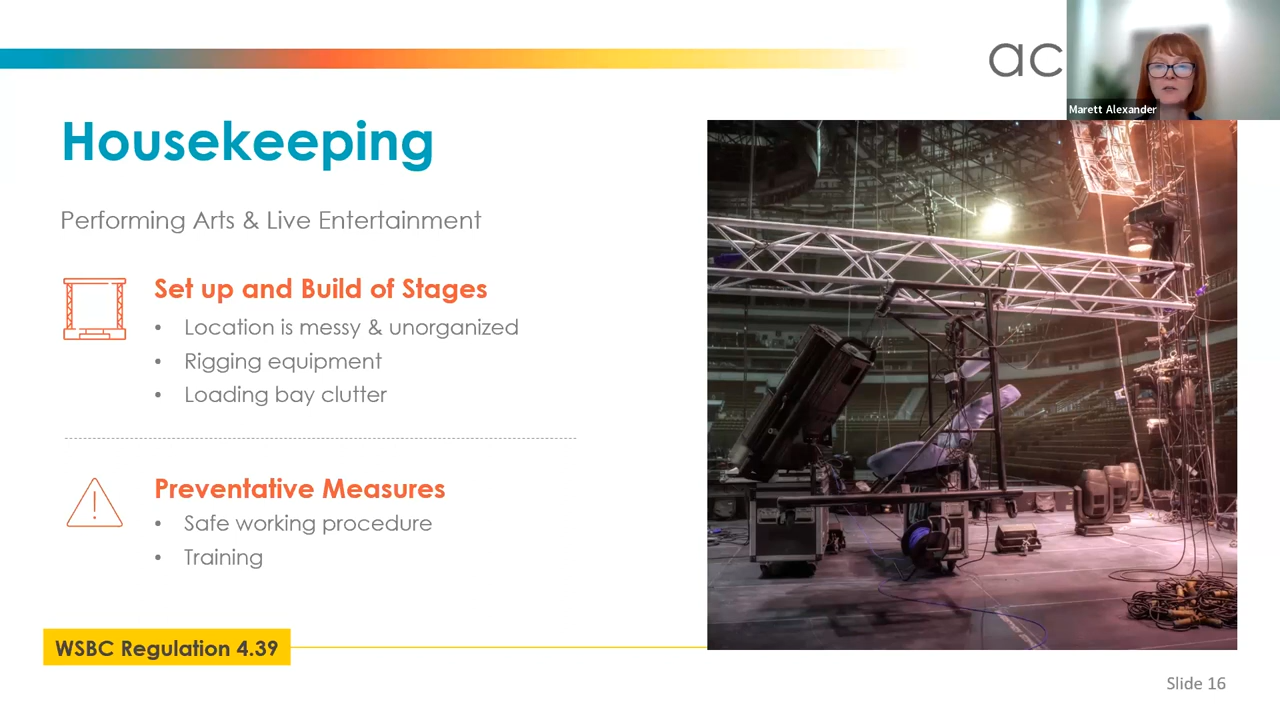 ac
Marett Alexander
Housekeeping
Performing Arts & Live Entertainment
Set up and Build of Stages
• Location is messy & unorganized
• Rigging equipment
• Loading bay clutter
Preventative Measures
• Safe working procedure
• Training
WSBC Regulation 4.39
Slide 16